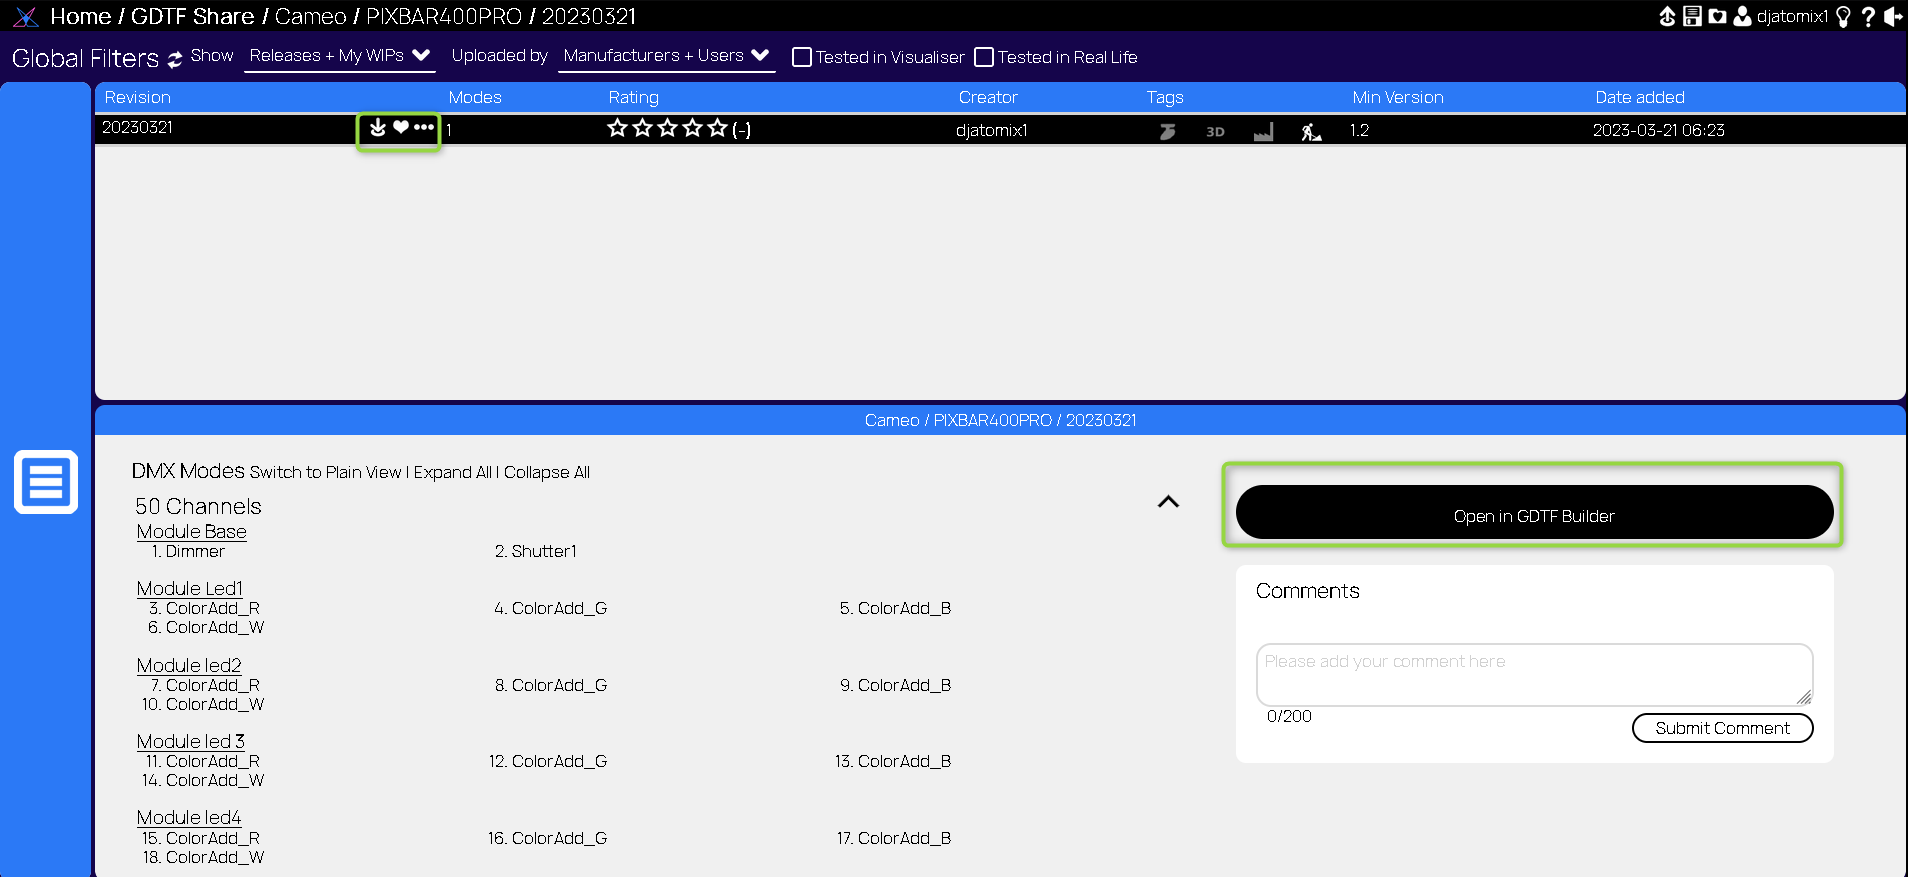 Home / GDTF Share / Cameo / PIXBAR400PRO / 20230321 djatomix1 ?
Global Filters Show Releases + My WIPs Uploaded by Manufacturers + Users Tested in Visualiser Tested in Real Life
Revision Modes Rating Creator Tags Min Version Date added
20230321 1 (-) djatomix1 3D 1.2 2023-03-21 06:23
Cameo / PIXBAR400PRO / 20230321
DMX Modes Switch to Plain View | Expand All | Collapse All
50 Channels
Module Base
1. Dimmer 2. Shutter1
Module Led1
3. ColorAdd_R 4. ColorAdd_G 5. ColorAdd_B
6. ColorAdd_W
Module led2
7. ColorAdd_R 8. ColorAdd_G 9. ColorAdd_B
10. ColorAdd_W
Module led 3
11. ColorAdd_R 12. ColorAdd_G 13. ColorAdd_B
14. ColorAdd_W
Module led4
15. ColorAdd_R 16. ColorAdd_G 17. ColorAdd_B
18. ColorAdd_W
Open in GDTF Builder
Comments
Please add your comment here
0/200
Submit Comment